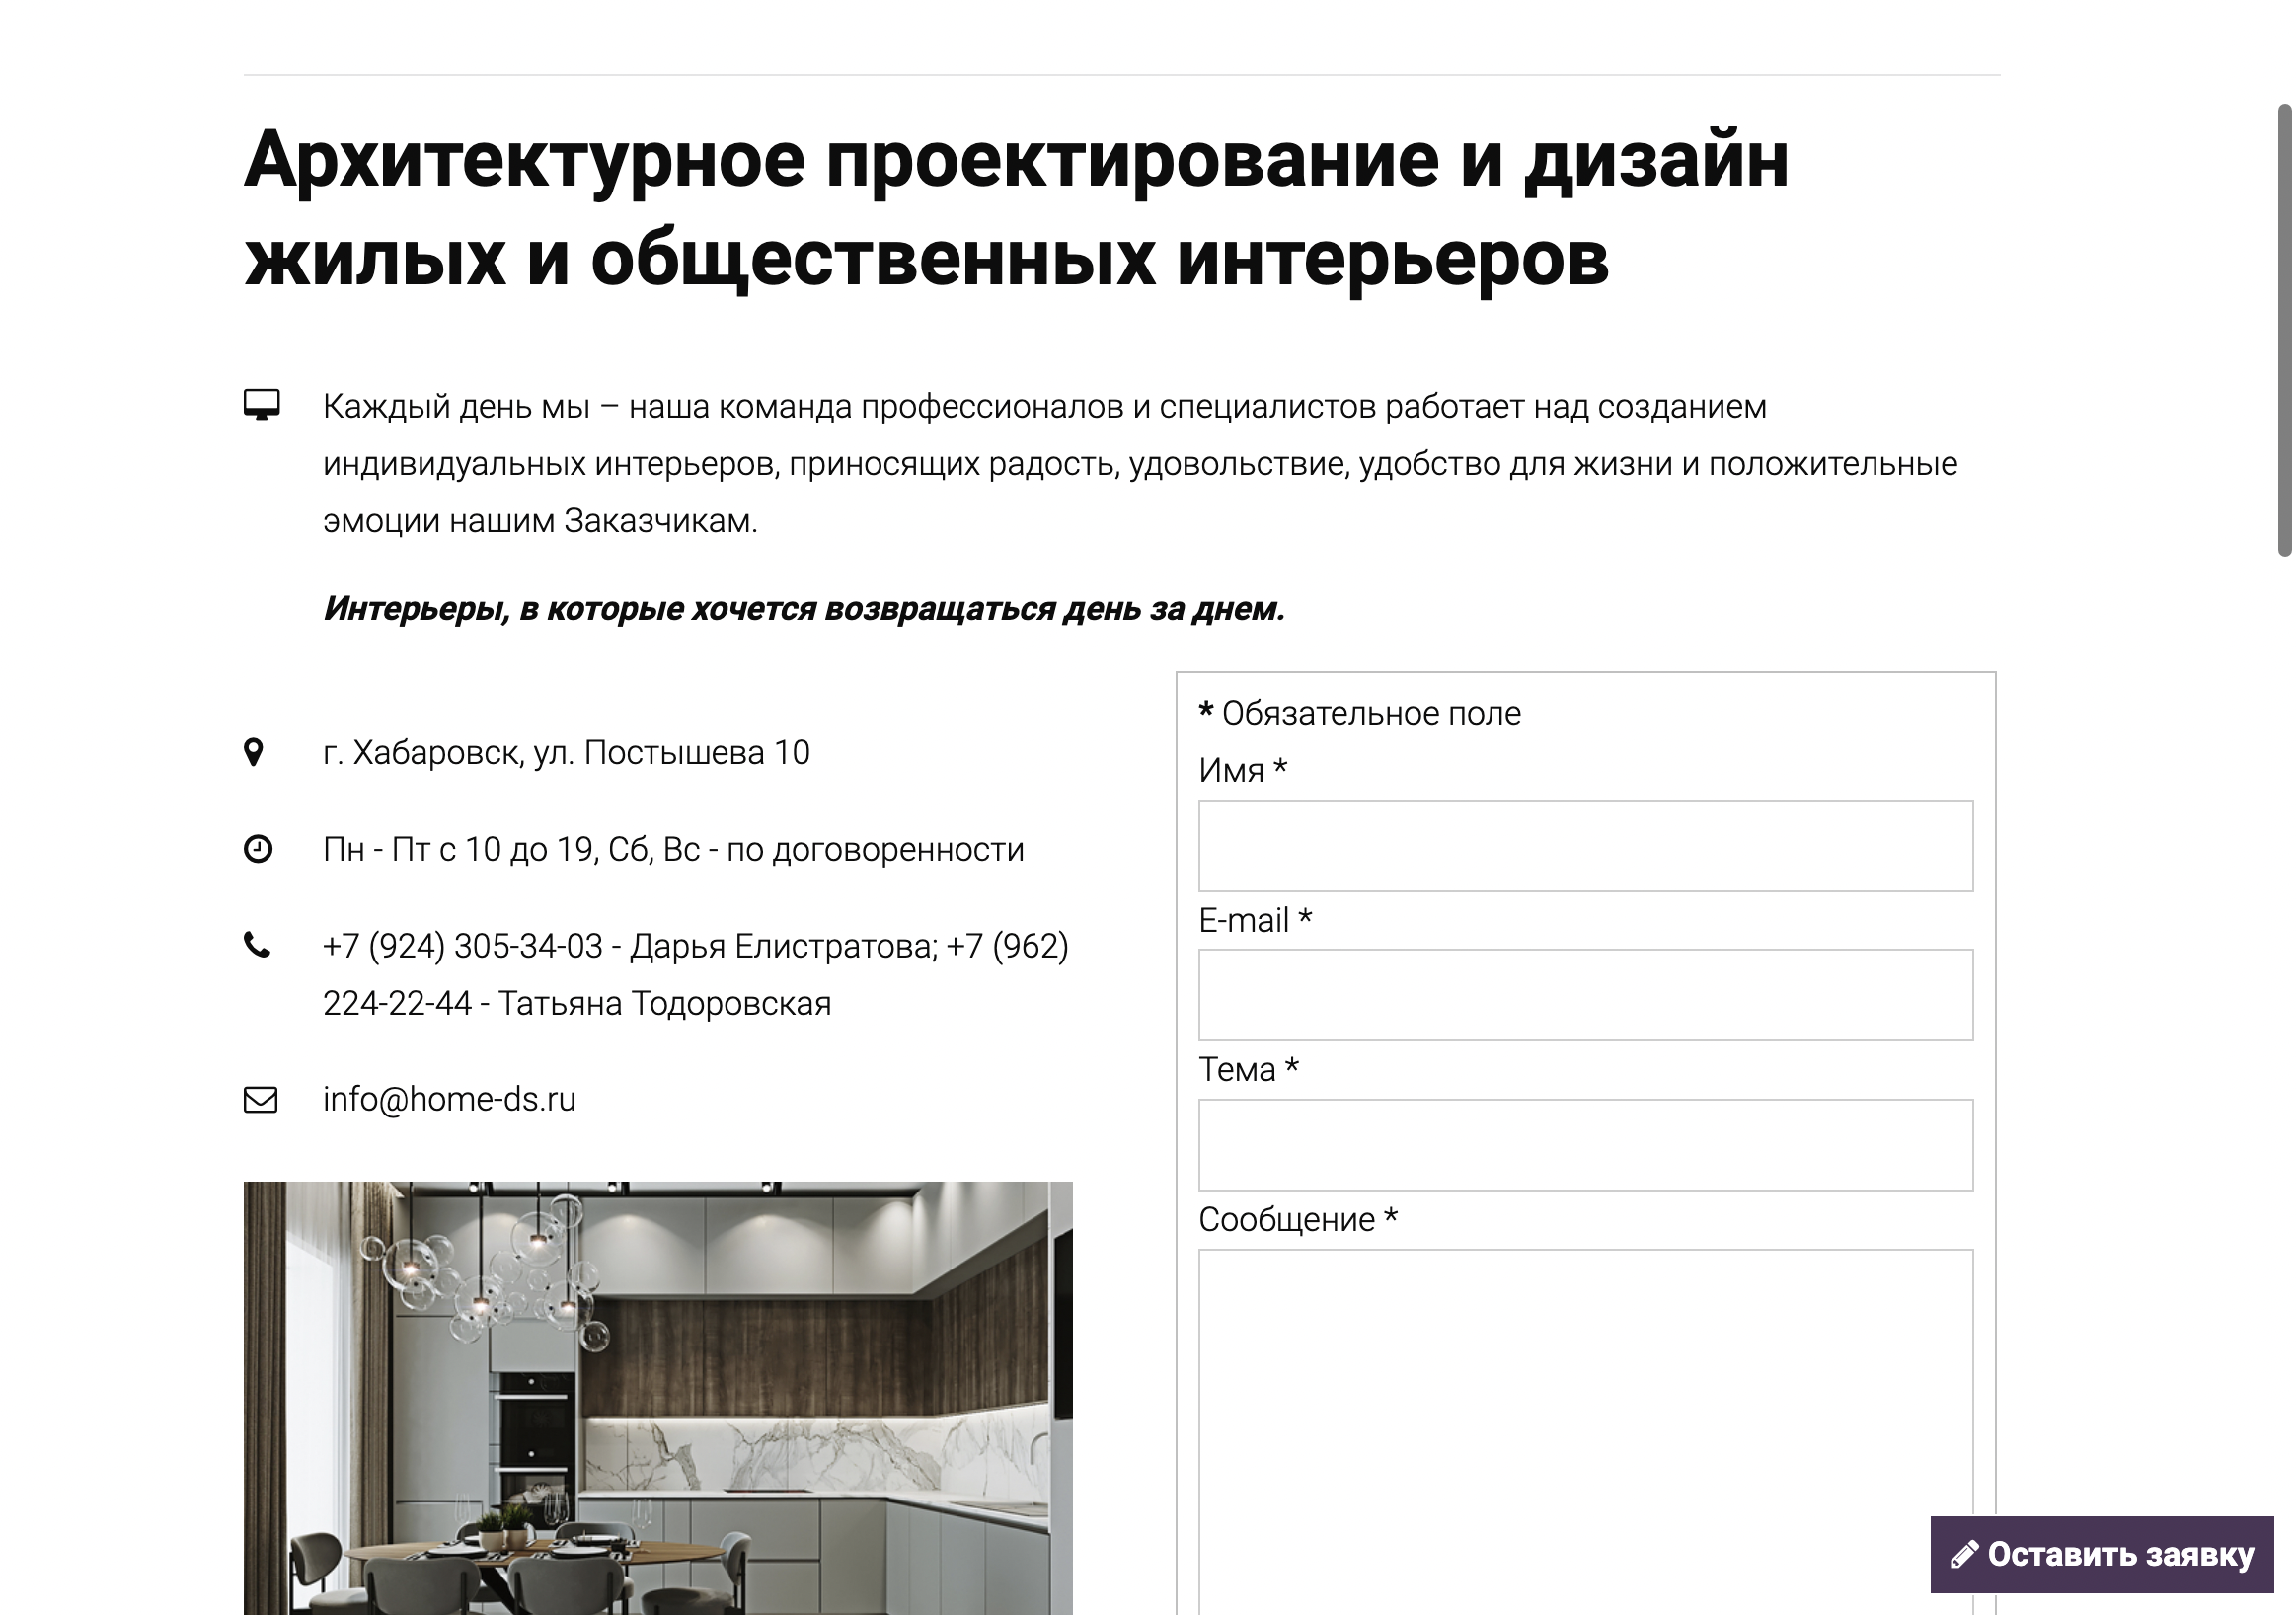 Архитектурное проектирование и дизайн
жилых и общественных интерьеров
Каждый день мы – наша команда профессионалов и специалистов работает над созданием
индивидуальных интерьеров, приносящих радость, удовольствие, удобство для жизни и положительные
эмоции нашим Заказчикам.
Интерьеры, в которые хочется возвращаться день за днем.
г. Хабаровск, ул. Постышева 10
Пн - Пт с 10 до 19, Сб, Вс - по договоренности
+7 (924) 305-34-03 - Дарья Елистратова; +7 (962)
224-22-44 - Татьяна Тодоровская
info@home-ds.ru
* Обязательное поле
Имя *
E-mail *
Тема *
Сообщение *
Оставить заявку